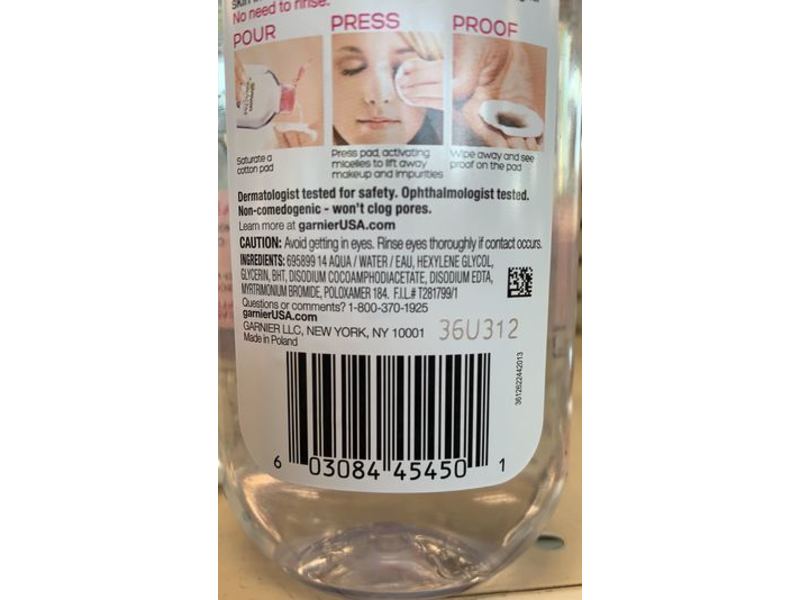 No need to rinse.
POUR
PRESS
PROOF
Saturate a
cotton pad
Press pad, activating
micelles to lift away
makeup and impurities
Wipe away and see
proof on the pad
Dermatologist tested for safety. Ophthalmologist tested.
Non-comedogenic - won't clog pores.
Learn more at garnierUSA.com
CAUTION: Avoid getting in eyes. Rinse eyes thoroughly if contact occurs.
INGREDIENTS: 695899 14 AQUA / WATER / EAU, HEXYLENE GLYCOL,
GLYCERIN, BHT, DISODIUM COCOAMPHODIACETATE, DISODIUM EDTA,
MYRTRIMONIUM BROMIDE, POLOXAMER 184. F.I.L.# T281799/1
Questions or comments? 1-800-370-1925
garnierUSA.com
GARNIER LLC, NEW YORK, NY 10001
36U312
Made in Poland
3612622442013
6 03084 45450 1